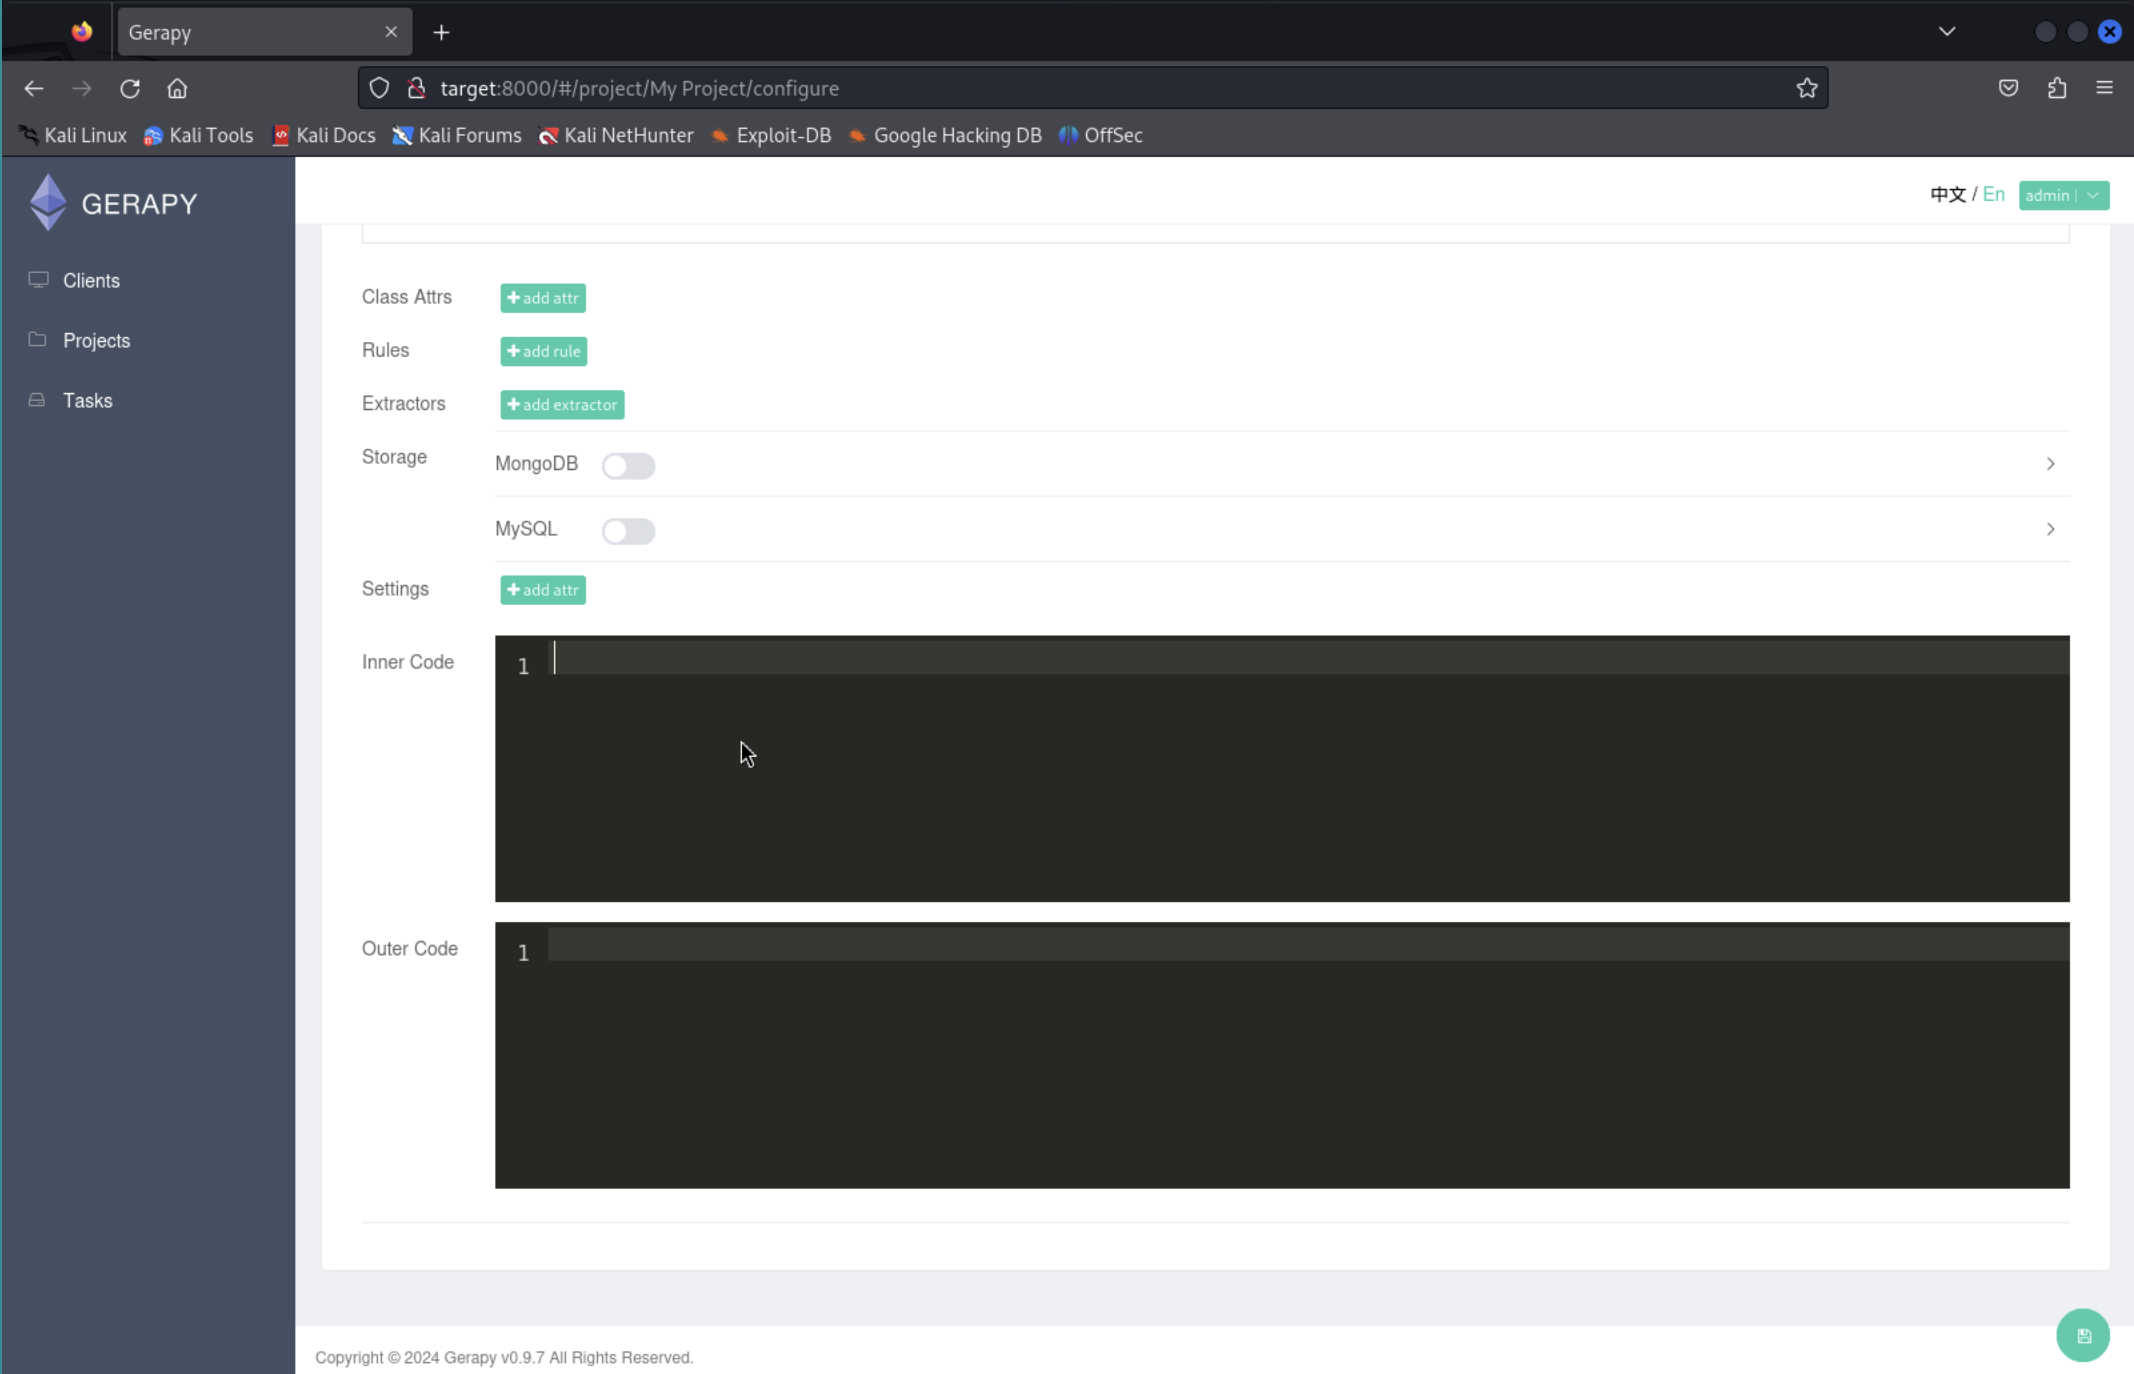 Gerapy
target:8000/#/project/My Project/configure
Kali Linux Kali Tools Kali Docs Kali Forums Kali NetHunter Exploit-DB Google Hacking DB OffSec
GERAPY
中文 / En admin
Clients
Projects
Tasks
Class Attrs add attr
Rules add rule
Extractors add extractor
Storage MongoDB
MySQL
Settings add attr
Inner Code 1
Outer Code 1
Copyright © 2024 Gerapy v0.9.7 All Rights Reserved.